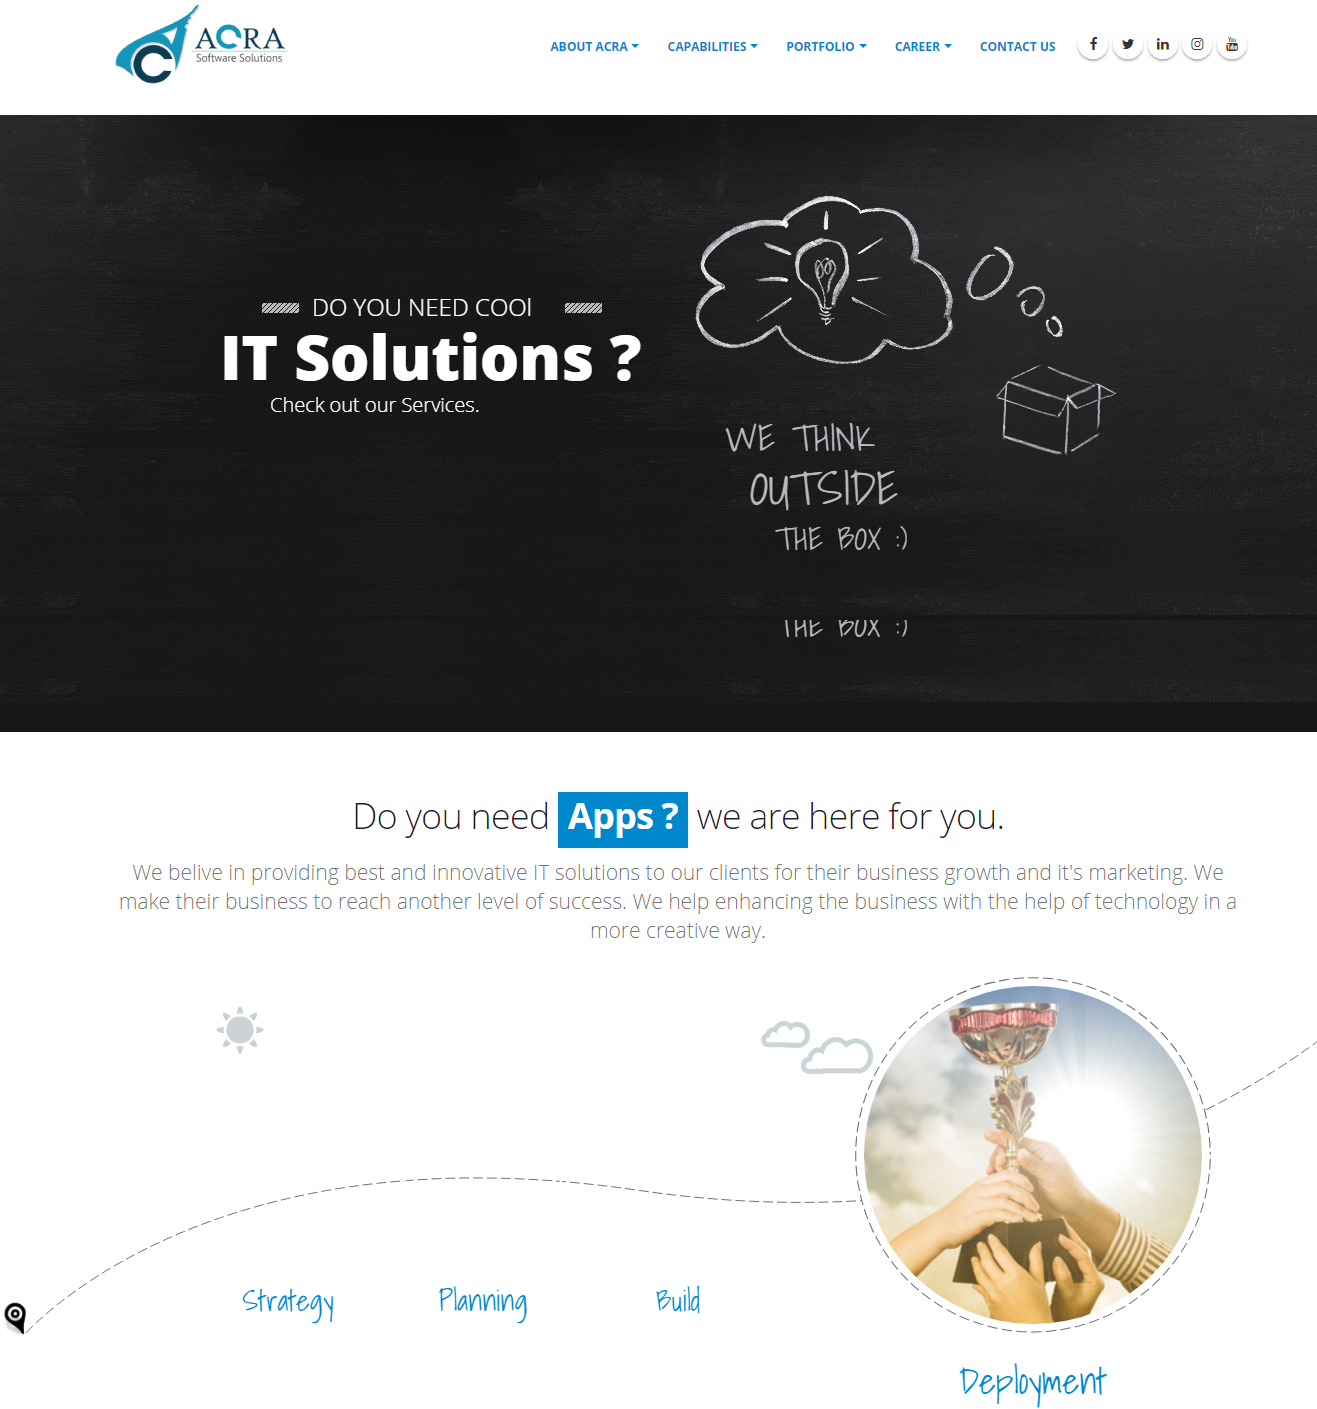 ACRA
Software Solutions
ABOUT ACRA CAPABILITIES PORTFOLIO CAREER CONTACT US
You
Tube
DO YOU NEED COOl
IT Solutions ?
Check out our Services.
WE THINK
OUTSIDE
THE BOX :)
THE BOX :)
Do you need Apps ? we are here for you.
We belive in providing best and innovative IT solutions to our clients for their business growth and it's marketing. We
make their business to reach another level of success. We help enhancing the business with the help of technology in a
more creative way.
Strategy Planning Build
Deployment